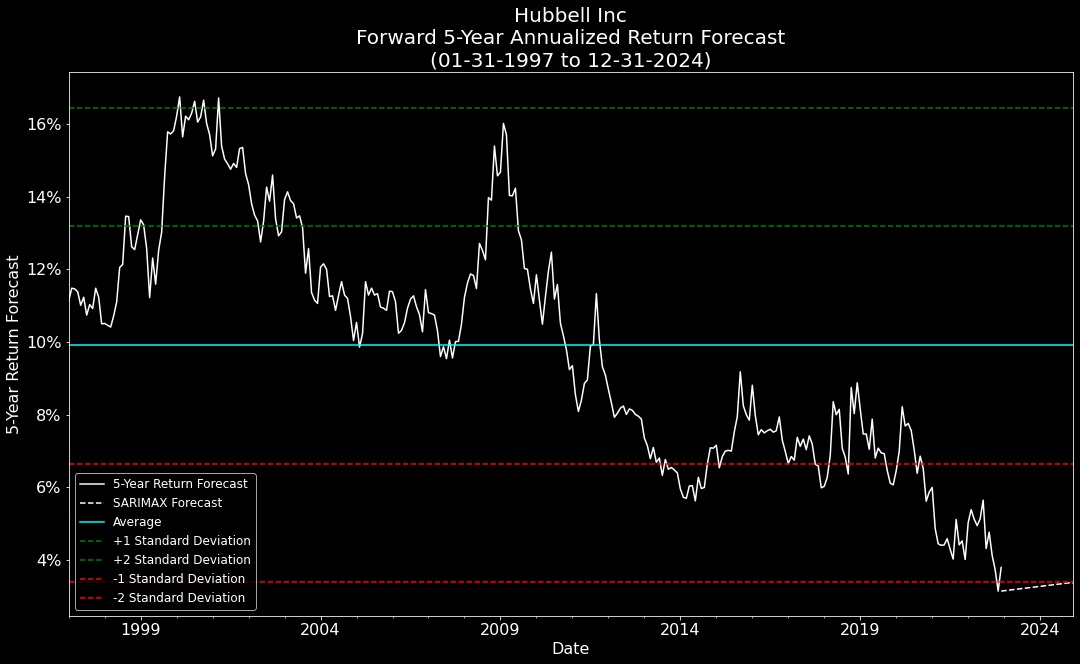 Hubbell Inc
Forward 5-Year Annualized Return Forecast
(01-31-1997 to 12-31-2024)
5-Year Return Forecast
16%
14%
12%
10%
8%
6%
4%
5-Year Return Forecast
SARIMAX Forecast
Average
+1 Standard Deviation
+2 Standard Deviation
-1 Standard Deviation
-2 Standard Deviation
1999
2004
2009
2014
2019
2024
Date